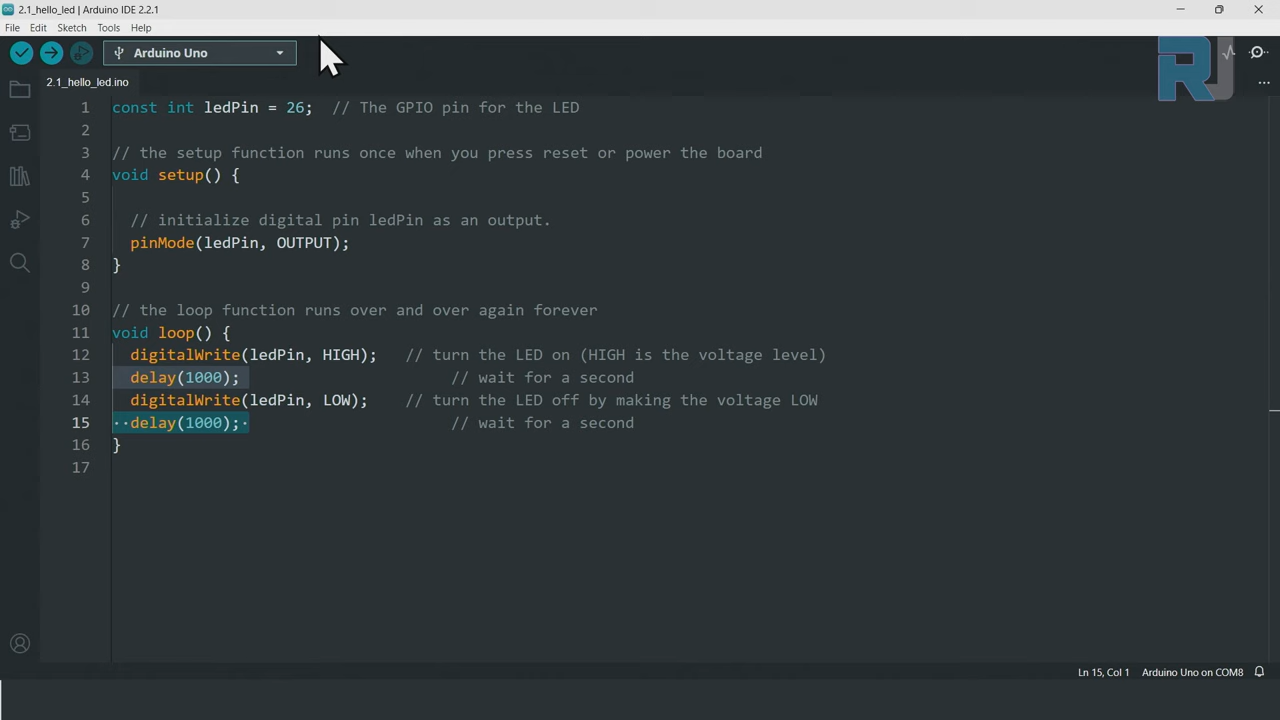 2.1_hello_led | Arduino IDE 2.2.1
File Edit Sketch Tools Help
Arduino Uno
RJ
2.1_hello_led.ino
1 const int ledPin = 26;  // The GPIO pin for the LED
2
3 // the setup function runs once when you press reset or power the board
4 void setup() {
5
6   // initialize digital pin ledPin as an output.
7   pinMode(ledPin, OUTPUT);
8 }
9
10 // the loop function runs over and over again forever
11 void loop() {
12   digitalWrite(ledPin, HIGH);   // turn the LED on (HIGH is the voltage level)
13   delay(1000);                       // wait for a second
14   digitalWrite(ledPin, LOW);    // turn the LED off by making the voltage LOW
15 ··delay(1000);·                      // wait for a second
16 }
17
Ln 15, Col 1 Arduino Uno on COM8